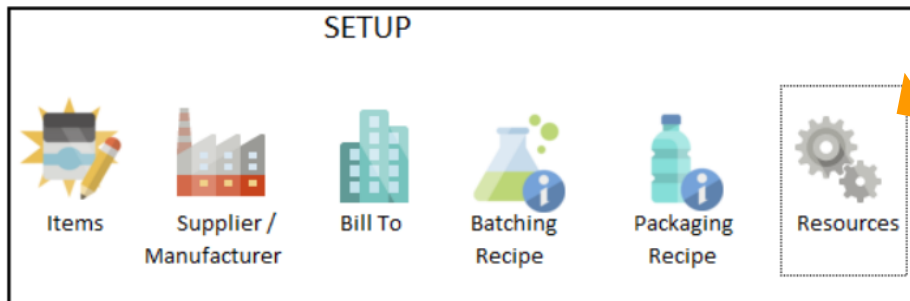 SETUP
Items
Supplier /
Manufacturer
Bill To
Batching
Recipe
Packaging
Recipe
Resources